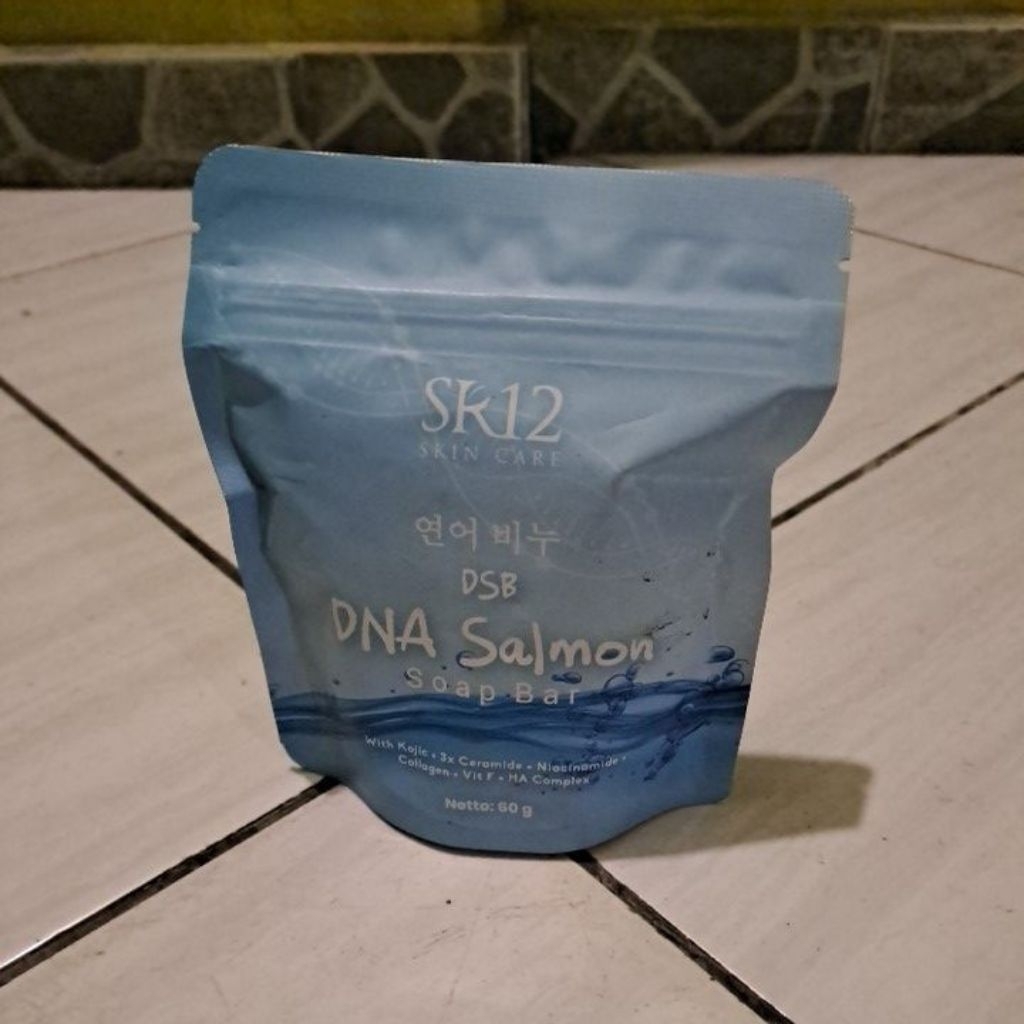 SK12
SKIN CARE
연어 비누
DSB
DNA Salmon
Soap Bar
With Kojic • 3x Ceramide • Niacinamide •
Collagen • Vit F • HA Complex
Netto: 60 g